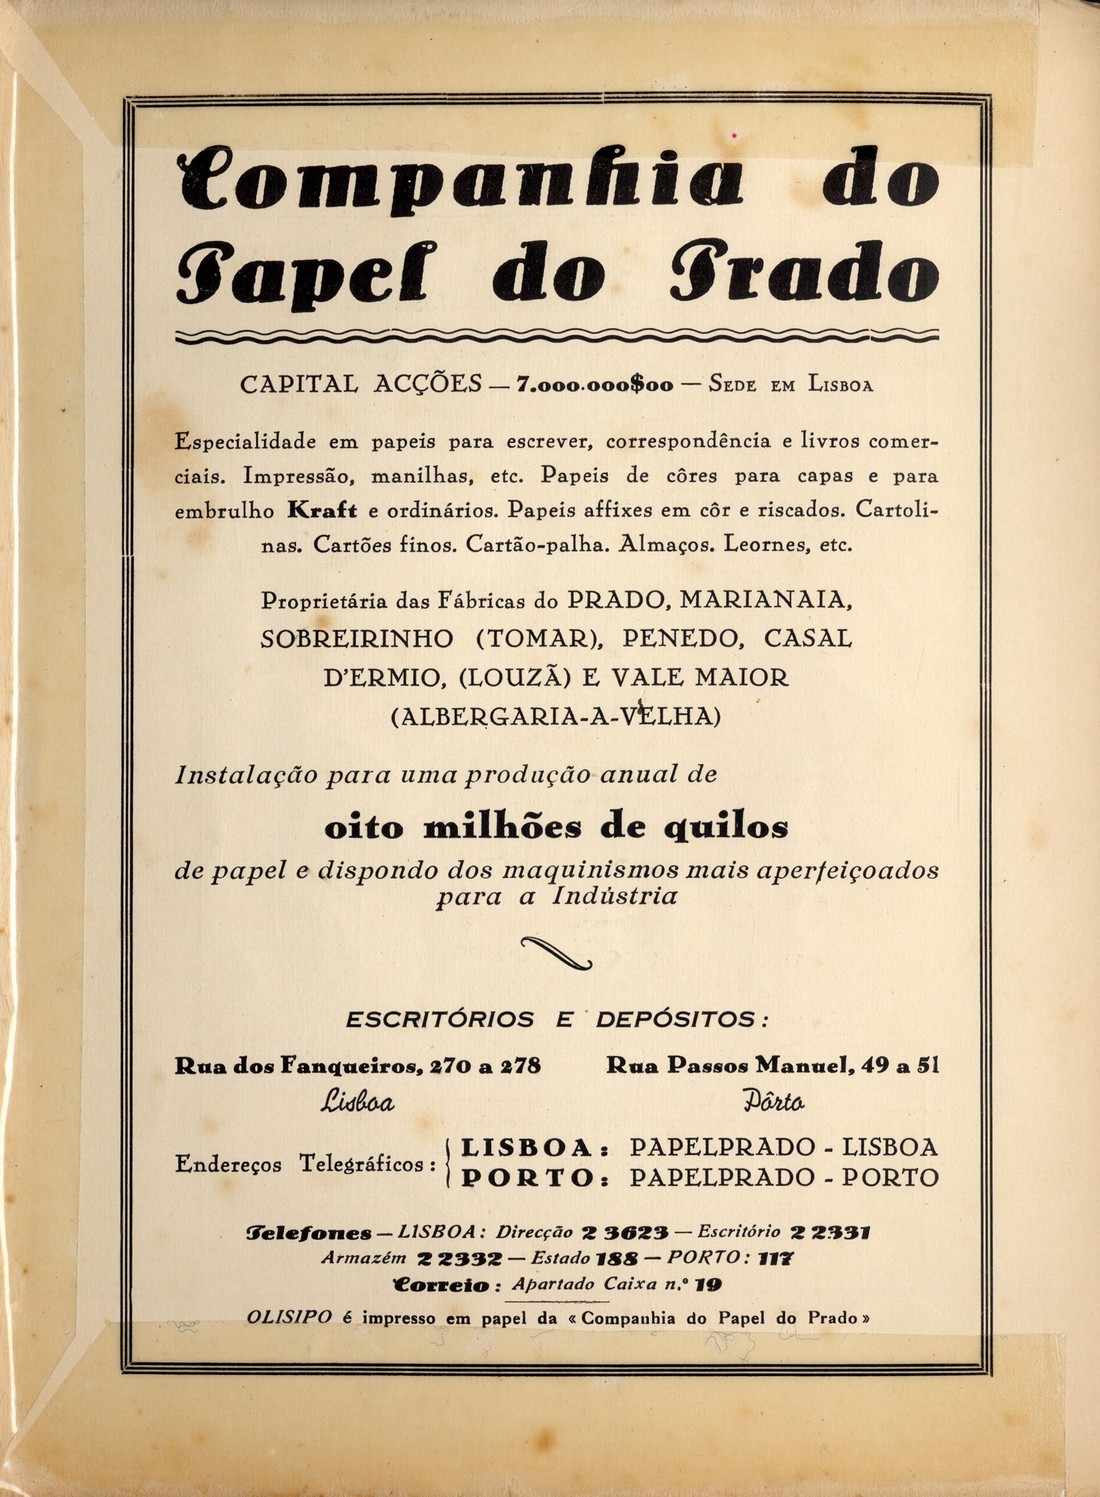 Companhia do
Papel do Prado
CAPITAL ACÇÕES — 7.000.000$00 — SEDE EM LISBOA
Especialidade em papeis para escrever, correspondência e livros comer-
ciais. Impressão, manilhas, etc. Papeis de côres para capas e para
embrulho Kraft e ordinários. Papeis affixes em côr e riscados. Cartoli-
nas. Cartões finos. Cartão-palha. Almaços. Leornes, etc.
Proprietária das Fábricas do PRADO, MARIANAIA,
SOBREIRINHO (TOMAR), PENEDO, CASAL
D'ERMIO, (LOUZÃ) E VALE MAIOR
(ALBERGARIA-A-VELHA)
Instalação para uma produção anual de
oito milhões de quilos
de papel e dispondo dos maquinismos mais aperfeiçoados
para a Indústria
ESCRITÓRIOS E DEPÓSITOS:
Rua dos Fanqueiros, 270 a 278 Rua Passos Manuel, 49 a 51
Lisboa Pôrto
Endereços Telegráficos: { LISBOA: PAPELPRADO - LISBOA
PORTO: PAPELPRADO - PORTO
Telefones — LISBOA: Direcção 2 3623 — Escritório 2 2331
Armazém 2 2332 — Estado 188 — PORTO: 117
Correio: Apartado Caixa n.º 19
OLISIPO é impresso em papel da «Companhia do Papel do Prado»